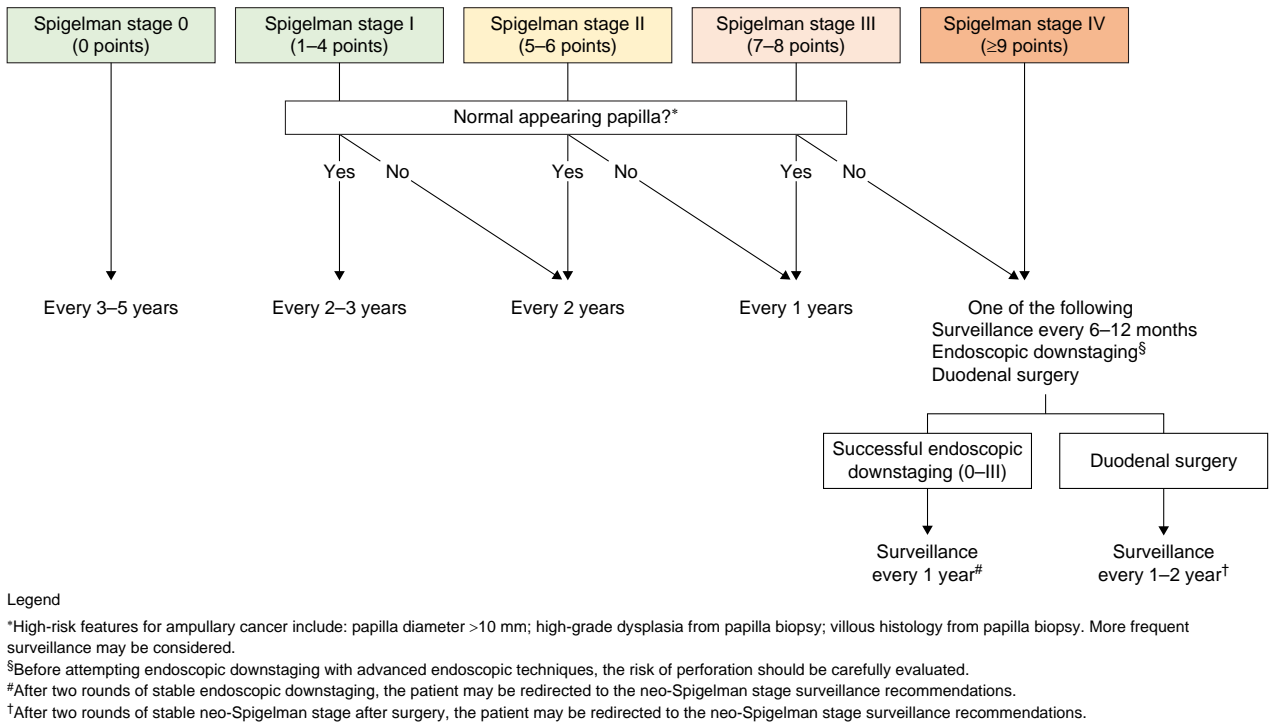 Spigelman stage 0
(0 points)
Spigelman stage I
(1–4 points)
Spigelman stage II
(5–6 points)
Spigelman stage III
(7–8 points)
Spigelman stage IV
(≥9 points)
Normal appearing papilla?*
Yes
No
Yes
No
Yes
No
Every 3–5 years
Every 2–3 years
Every 2 years
Every 1 years
One of the following
Surveillance every 6–12 months
Endoscopic downstaging§
Duodenal surgery
Successful endoscopic
downstaging (0–III)
Duodenal surgery
Surveillance
every 1 year#
Surveillance
every 1–2 year†
Legend
*High-risk features for ampullary cancer include: papilla diameter >10 mm; high-grade dysplasia from papilla biopsy; villous histology from papilla biopsy. More frequent
surveillance may be considered.
§Before attempting endoscopic downstaging with advanced endoscopic techniques, the risk of perforation should be carefully evaluated.
#After two rounds of stable endoscopic downstaging, the patient may be redirected to the neo-Spigelman stage surveillance recommendations.
†After two rounds of stable neo-Spigelman stage after surgery, the patient may be redirected to the neo-Spigelman stage surveillance recommendations.